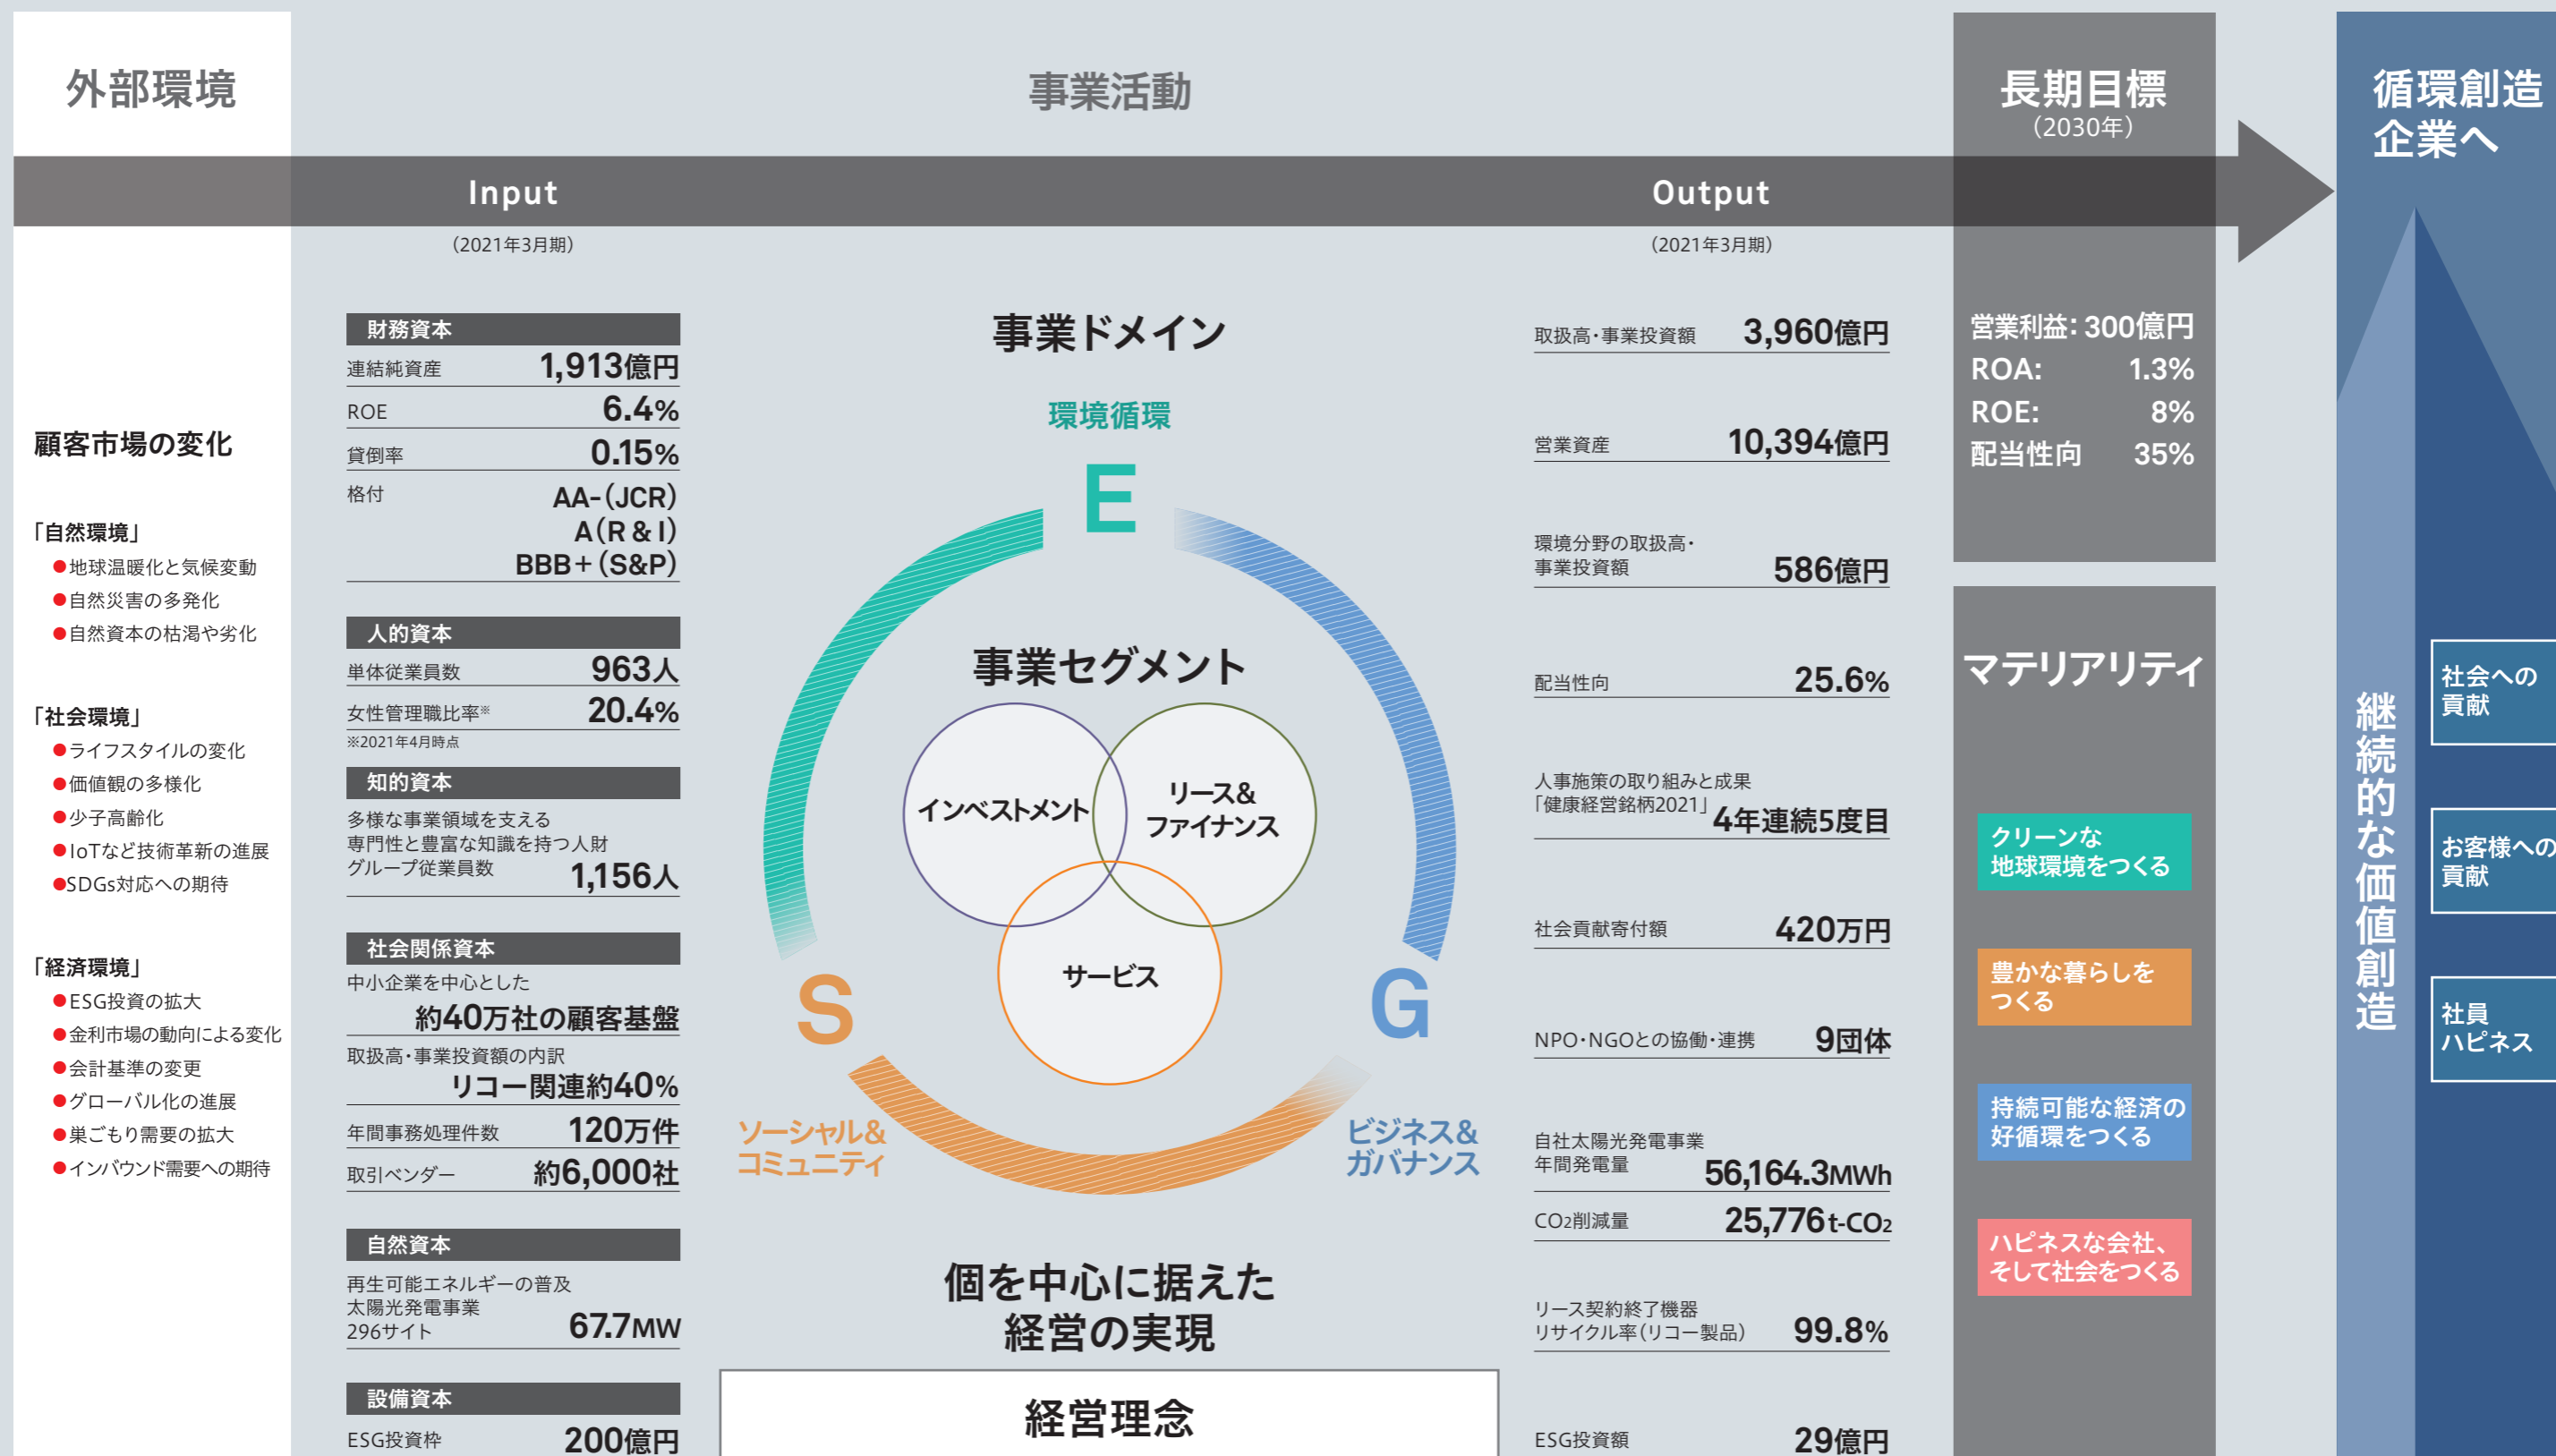 外部環境
事業活動
長期目標
（2030年）
循環創造
企業へ
Input
Output
（2021年3月期）
（2021年3月期）
顧客市場の変化
「自然環境」
●地球温暖化と気候変動
●自然災害の多発化
●自然資本の枯渇や劣化
「社会環境」
●ライフスタイルの変化
●価値観の多様化
●少子高齢化
●IoTなど技術革新の進展
●SDGs対応への期待
「経済環境」
●ESG投資の拡大
●金利市場の動向による変化
●会計基準の変更
●グローバル化の進展
●巣ごもり需要の拡大
●インバウンド需要への期待
財務資本
連結純資産 1,913億円
ROE 6.4%
貸倒率 0.15%
格付 AA-（JCR）
A（R & I）
BBB＋（S&P）
人的資本
単体従業員数 963人
女性管理職比率※ 20.4%
※2021年4月時点
知的資本
多様な事業領域を支える
専門性と豊富な知識を持つ人財
グループ従業員数 1,156人
社会関係資本
中小企業を中心とした
約40万社の顧客基盤
取扱高・事業投資額の内訳
リコー関連約40%
年間事務処理件数 120万件
取引ベンダー 約6,000社
自然資本
再生可能エネルギーの普及
太陽光発電事業
296サイト 67.7MW
設備資本
ESG投資枠 200億円
事業ドメイン
環境循環
E
事業セグメント
インベストメント
リース&
ファイナンス
サービス
S
G
ソーシャル&
コミュニティ
ビジネス&
ガバナンス
個を中心に据えた
経営の実現
経営理念
取扱高・事業投資額 3,960億円
営業資産 10,394億円
環境分野の取扱高・
事業投資額 586億円
配当性向 25.6%
人事施策の取り組みと成果
「健康経営銘柄2021」 4年連続5度目
社会貢献寄付額 420万円
NPO・NGOとの協働・連携 9団体
自社太陽光発電事業
年間発電量 56,164.3MWh
CO2削減量 25,776t-CO2
リース契約終了機器
リサイクル率（リコー製品） 99.8%
ESG投資額 29億円
営業利益: 300億円
ROA: 1.3%
ROE: 8%
配当性向 35%
マテリアリティ
クリーンな
地球環境をつくる
豊かな暮らしを
つくる
持続可能な経済の
好循環をつくる
ハピネスな会社、
そして社会をつくる
継続的な価値創造
社会への
貢献
お客様への
貢献
社員
ハピネス